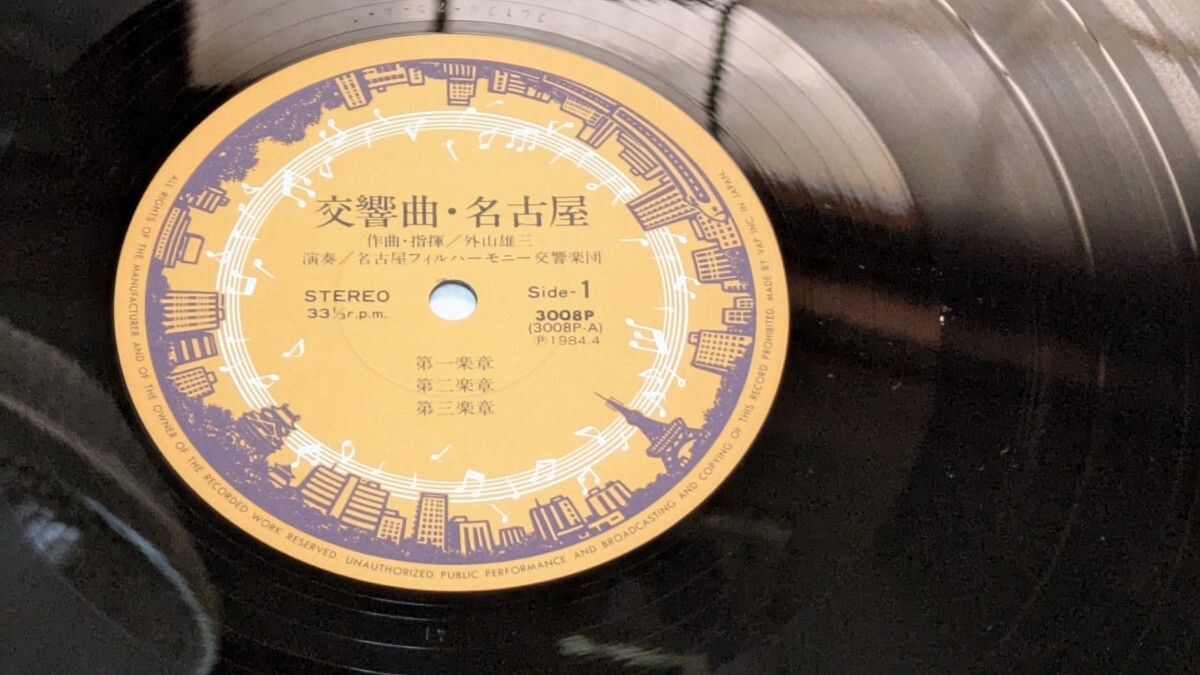 交響曲・名古屋
作曲・指揮／外山雄三
演奏／名古屋フィルハーモニー交響楽団
STEREO
33⅓r.p.m.
Side-1
3008P
(3008P-A)
Ⓟ1984.4
第一楽章
第二楽章
第三楽章
ALL RIGHTS OF THE MANUFACTURER AND OF THE OWNER OF THE RECORDED WORK RESERVED. UNAUTHORIZED PUBLIC PERFORMANCE AND BROADCASTING AND COPYING OF THIS RECORD PROHIBITED. MADE BY VAP INC. IN JAPAN.